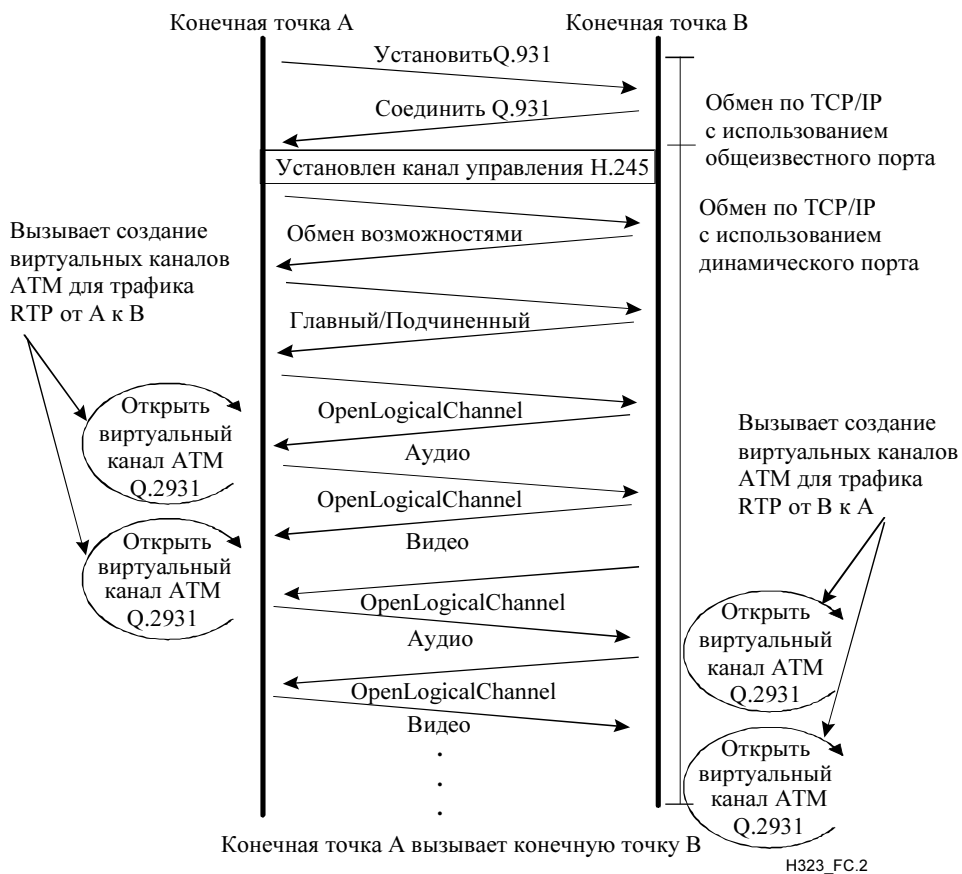 Конечная точка A
Конечная точка B
УстановитьQ.931
Соединить Q.931
Обмен по TCP/IP
с использованием
общеизвестного порта
Установлен канал управления H.245
Обмен по TCP/IP
с использованием
динамического порта
Вызывает создание
виртуальных каналов
ATM для трафика
RTP от A к B
Обмен возможностями
Главный/Подчиненный
Открыть
виртуальный
канал ATM
Q.2931
OpenLogicalChannel
Аудио
OpenLogicalChannel
Видео
Вызывает создание
виртуальных каналов
ATM для трафика
RTP от B к A
Открыть
виртуальный
канал ATM
Q.2931
OpenLogicalChannel
Аудио
Открыть
виртуальный
канал ATM
Q.2931
OpenLogicalChannel
Видео
Открыть
виртуальный
канал ATM
Q.2931
.
.
.
Конечная точка A вызывает конечную точку B
H323_FC.2